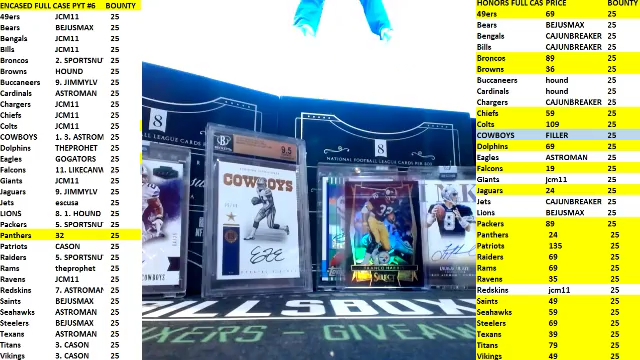 ENCASED FULL CASE PYT #6 BOUNTY
49ers JCM11 25
Bears BEJUSMAX 25
Bengals JCM11 25
Bills JCM11 25
Broncos 2. SPORTSNU 25
Browns HOUND 25
Buccaneers 9. JIMMYLV 25
Cardinals ASTROMAN 25
Chargers JCM11 25
Chiefs JCM11 25
Colts JCM11 25
COWBOYS 1. 3. ASTROM 25
Dolphins THEPROHET 25
Eagles GOGATORS 25
Falcons 11. LIKECANW 25
Giants JCM11 25
Jaguars 9. JIMMYLV 25
Jets escusa 25
LIONS 8. 1. HOUND 25
Packers 5. SPORTSNU 25
Panthers 32 25
Patriots CASON 25
Raiders 5. SPORTSNU 25
Rams theprophet 25
Ravens JCM11 25
Redskins 7. ASTROMAN 25
Saints BEJUSMAX 25
Seahawks ASTROMAN 25
Steelers BEJUSMAX 25
Texans ASTROMAN 25
Titans 3. CASON 25
Vikings 3. CASON 25
8
8
NATIONAL FOOTBALL LEAGUE CARDS PER
9.5
COWBOYS
COWBOYS
FRANCO HARRIS
HONORS FULL CAS PRICE BOUNTY
49ers 69 25
Bears BEJUSMAX 25
Bengals CAJUNBREAKER 25
Bills CAJUNBREAKER 25
Broncos 89 25
Browns 36 25
Buccaneers hound 25
Cardinals hound 25
Chargers CAJUNBREAKER 25
Chiefs 59 25
Colts 109 25
COWBOYS FILLER 25
Dolphins 69 25
Eagles ASTROMAN 25
Falcons 19 25
Giants jcm11 25
Jaguars 24 25
Jets CAJUNBREAKER 25
Lions BEJUSMAX 25
Packers 89 25
Panthers 24 25
Patriots 135 25
Raiders 69 25
Rams 69 25
Ravens 35 25
Redskins jcm11 25
Saints 49 25
Seahawks 59 25
Steelers 69 25
Texans 39 25
Titans 79 25
Vikings 49 25